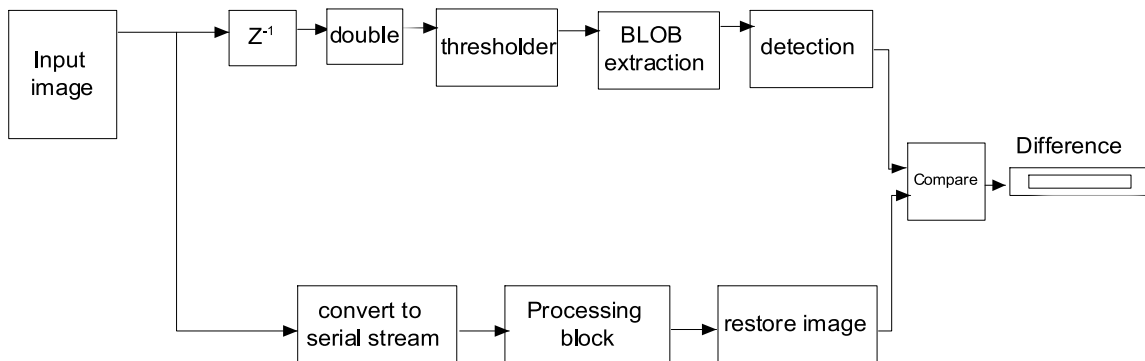 Input
image
Z-1
double
thresholder
BLOB
extraction
detection
Difference
Compare
convert to
serial stream
Processing
block
restore image